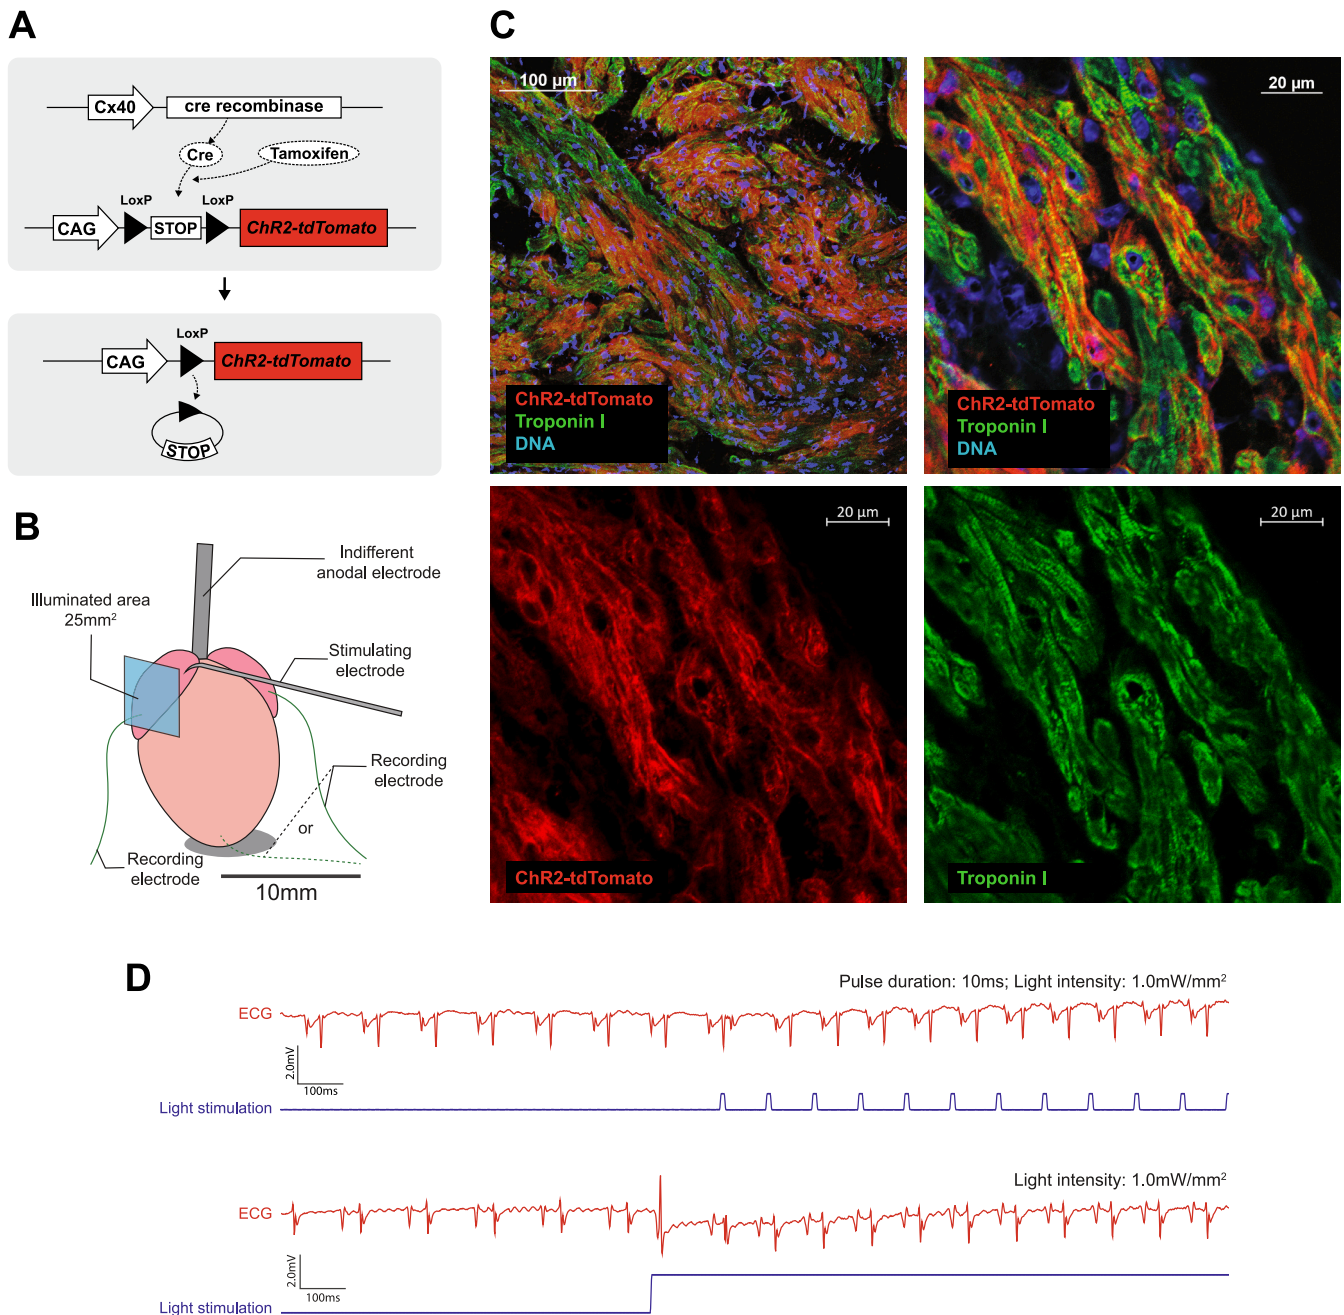 A
Cx40
cre recombinase
Cre
Tamoxifen
LoxP
LoxP
CAG
STOP
ChR2-tdTomato
LoxP
CAG
ChR2-tdTomato
STOP
B
Indifferent
anodal electrode
Illuminated area
25mm²
Stimulating
electrode
Recording
electrode
or
Recording
electrode
10mm
C
100 µm
ChR2-tdTomato
Troponin I
DNA
20 µm
ChR2-tdTomato
Troponin I
DNA
20 µm
ChR2-tdTomato
20 µm
Troponin I
D
Pulse duration: 10ms; Light intensity: 1.0mW/mm²
ECG
2.0mV
100ms
Light stimulation
Light intensity: 1.0mW/mm²
ECG
2.0mV
100ms
Light stimulation